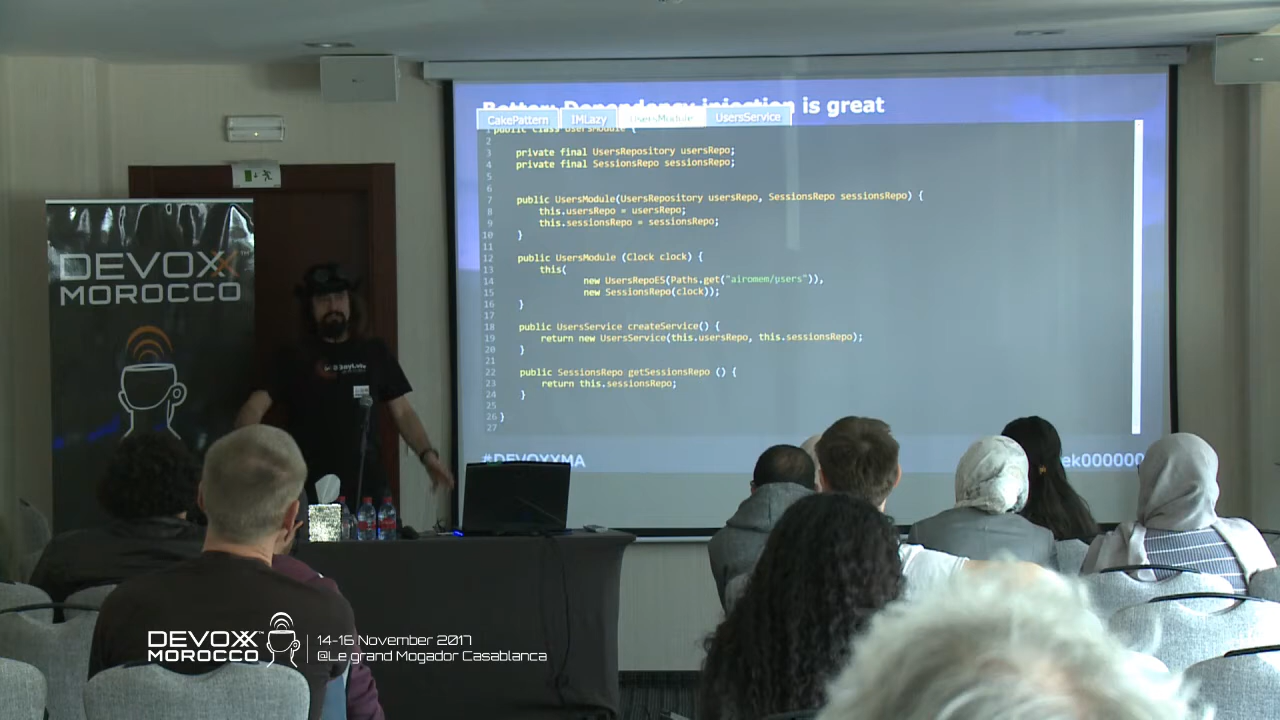 Better: Dependency injection is great
CakePattern IMLazy UsersModule UsersService
1 public class UsersModule {
2
3 private final UsersRepository usersRepo;
4 private final SessionsRepo sessionsRepo;
5
6
7 public UsersModule(UsersRepository usersRepo, SessionsRepo sessionsRepo) {
8 this.usersRepo = usersRepo;
9 this.sessionsRepo = sessionsRepo;
10 }
11
12 public UsersModule (Clock clock) {
13 this(
14 new UsersRepoES(Paths.get("airomem/users")),
15 new SessionsRepo(clock));
16 }
17
18 public UsersService createService() {
19 return new UsersService(this.usersRepo, this.sessionsRepo);
20 }
21
22 public SessionsRepo getSessionsRepo () {
23 return this.sessionsRepo;
24 }
25
26 }
27
#DEVOXXMA
DEVOXX™
MOROCCO
DEVOXX™
MOROCCO
14-16 November 2017
@Le grand Mogador Casablanca